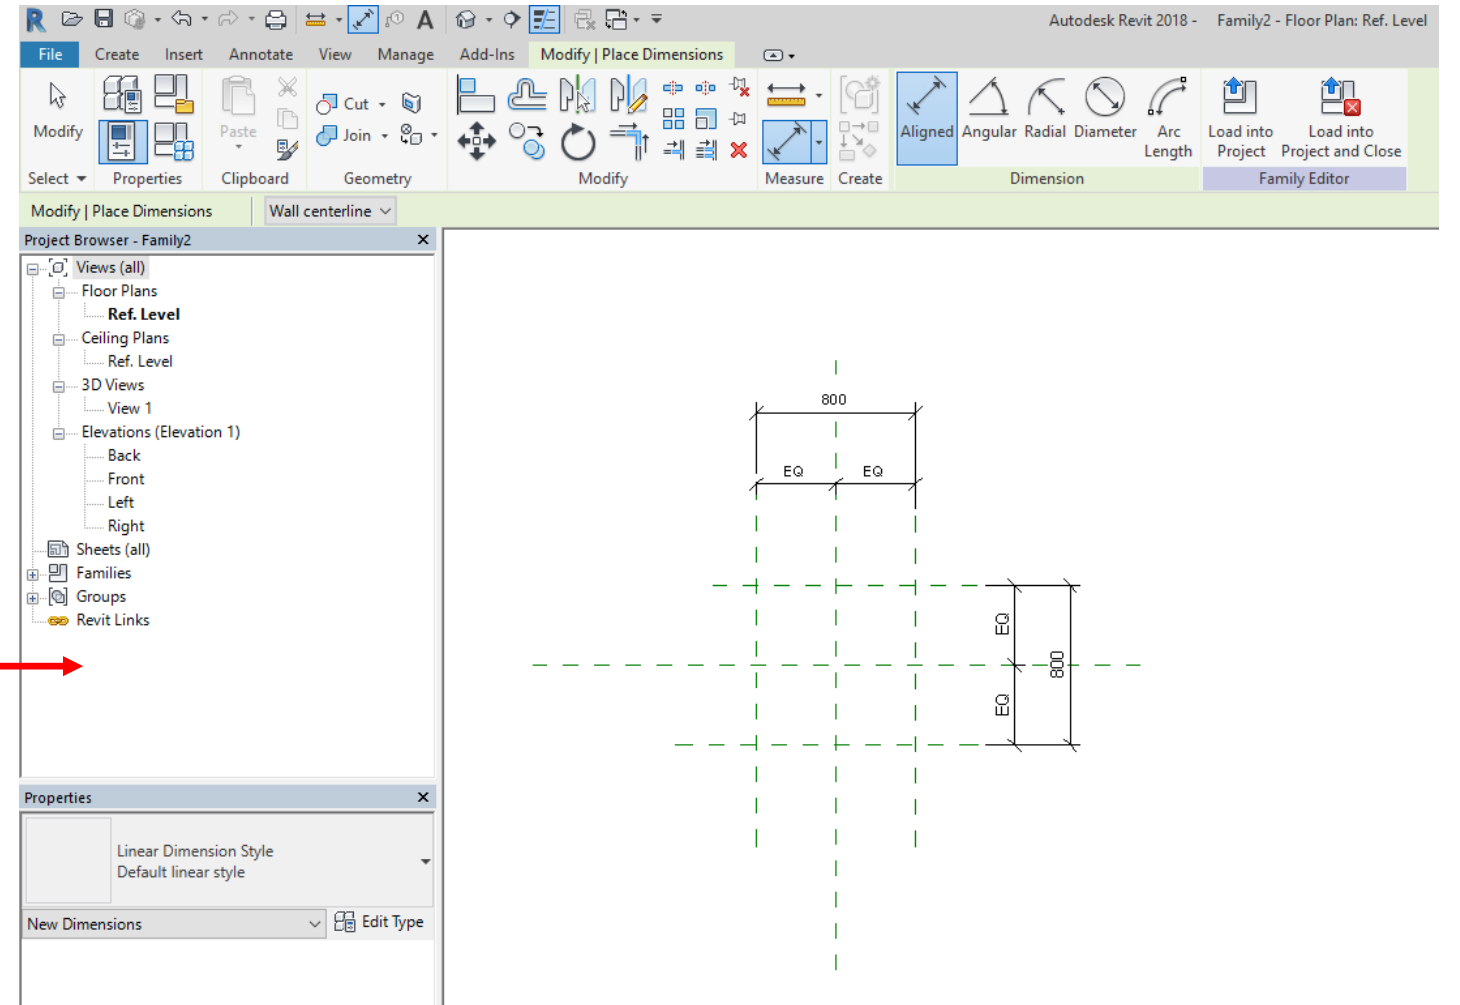 R A Autodesk Revit 2018 - Family2 - Floor Plan: Ref. Level
File Create Insert Annotate View Manage Add-Ins Modify | Place Dimensions
Modify
Paste
Cut
Join
Aligned Angular Radial Diameter Arc Length
Load into Project
Load into Project and Close
Select Properties Clipboard Geometry Modify Measure Create Dimension Family Editor
Modify | Place Dimensions Wall centerline
Project Browser - Family2
Views (all)
Floor Plans
Ref. Level
Ceiling Plans
Ref. Level
3D Views
View 1
Elevations (Elevation 1)
Back
Front
Left
Right
Sheets (all)
Families
Groups
Revit Links
Properties
Linear Dimension Style
Default linear style
New Dimensions Edit Type
800
EQ EQ
EQ
800
EQ